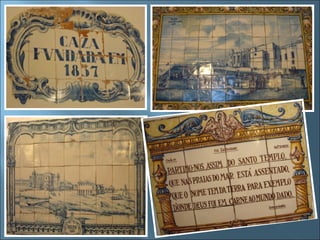 CAZA
FVNDADA EM
1837
PARTIMO-NOS ASSIM DO SANTO TEMPLO
QUE NAS PRAIAS DO MAR ESTÁ ASSENTADO,
QUE O NOME TEM DA TERRA PARA EXEMPLO
DONDE DEUS FOI EM CARNE AO MUNDO DADO